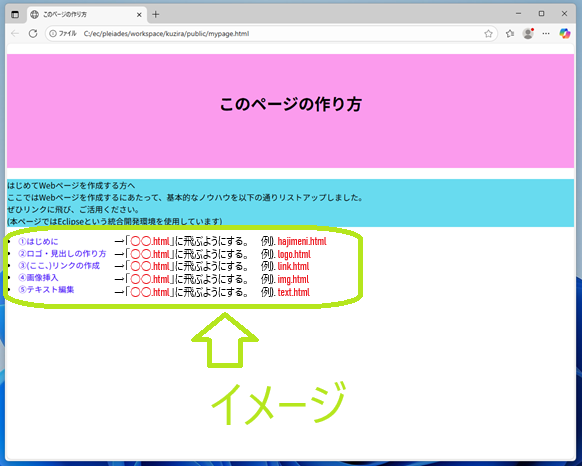 このページの作り方
ファイル C:/ec/pleiades/workspace/kuzira/public/mypage.html
このページの作り方
はじめてWebページを作成する方へ
ここではWebページを作成するにあたって、基本的なノウハウを以下の通りリストアップしました。
ぜひリンクに飛び、ご活用ください。
(本ページではEclipseという統合開発環境を使用しています)
①はじめに →「〇〇.html」に飛ぶようにする。 例). hajimeni.html
②ロゴ・見出しの作り方 →「〇〇.html」に飛ぶようにする。 例). logo.html
③(ここ、)リンクの作成 →「〇〇.html」に飛ぶようにする。 例). link.html
④画像挿入 →「〇〇.html」に飛ぶようにする。 例). img.html
⑤テキスト編集 →「〇〇.html」に飛ぶようにする。 例). text.html
イメージ